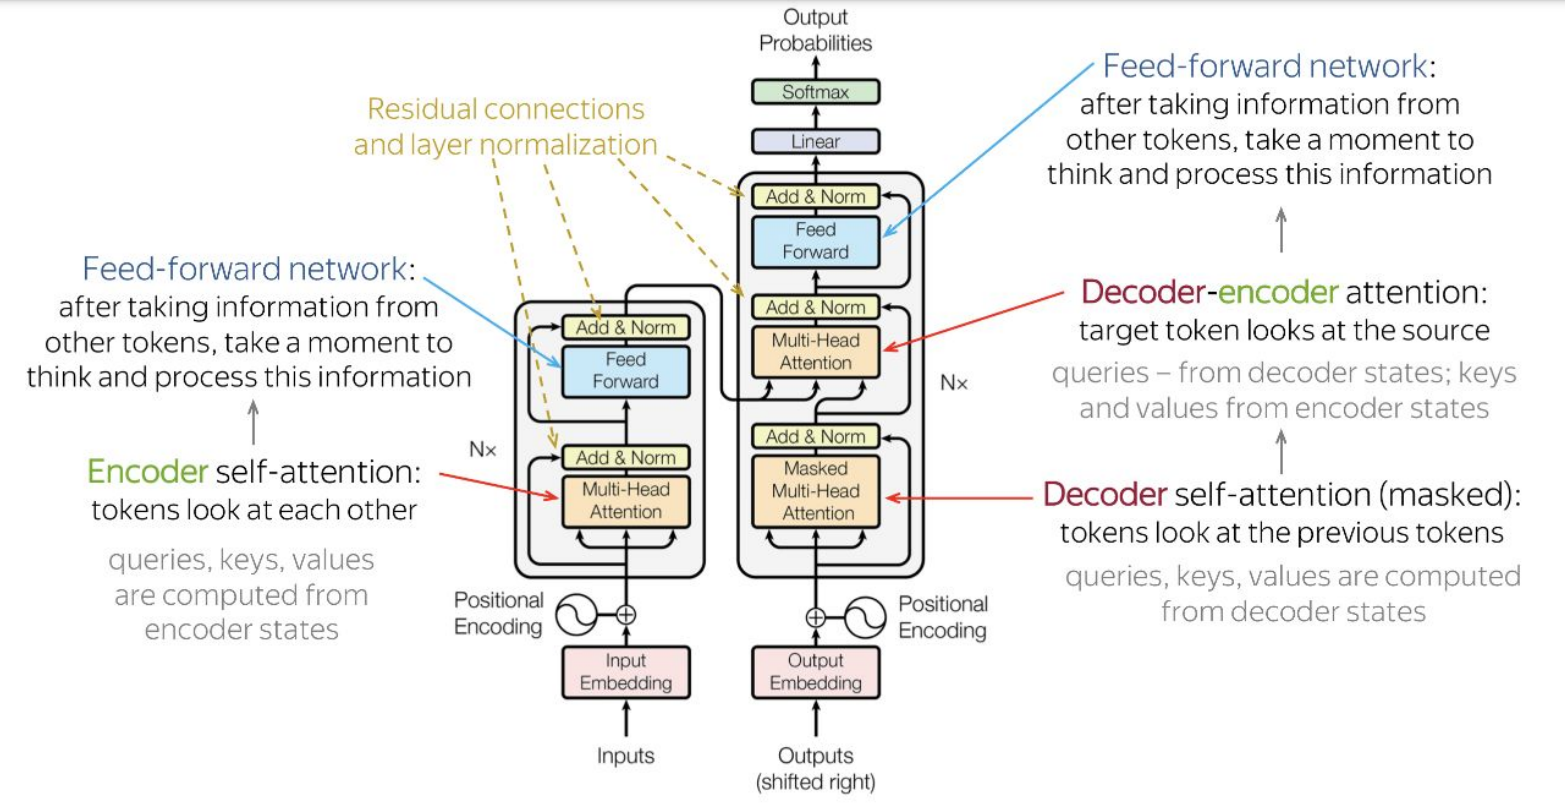 Output
Probabilities
Softmax
Linear
Add & Norm
Feed
Forward
Add & Norm
Multi-Head
Attention
Nx
Add & Norm
Masked
Multi-Head
Attention
Positional
Encoding
Output
Embedding
Outputs
(shifted right)
Residual connections
and layer normalization
Add & Norm
Feed
Forward
Nx
Add & Norm
Multi-Head
Attention
Positional
Encoding
Input
Embedding
Inputs
Feed-forward network:
after taking information from
other tokens, take a moment to
think and process this information
Encoder self-attention:
tokens look at each other
queries, keys, values
are computed from
encoder states
Feed-forward network:
after taking information from
other tokens, take a moment to
think and process this information
Decoder-encoder attention:
target token looks at the source
queries – from decoder states; keys
and values from encoder states
Decoder self-attention (masked):
tokens look at the previous tokens
queries, keys, values are computed
from decoder states